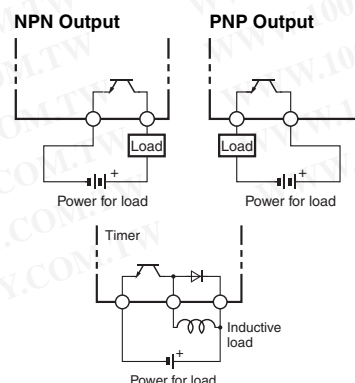 NPN Output
PNP Output
Load
Load
+
+
Power for load
Power for load
Timer
Inductive
load
+
Power for load